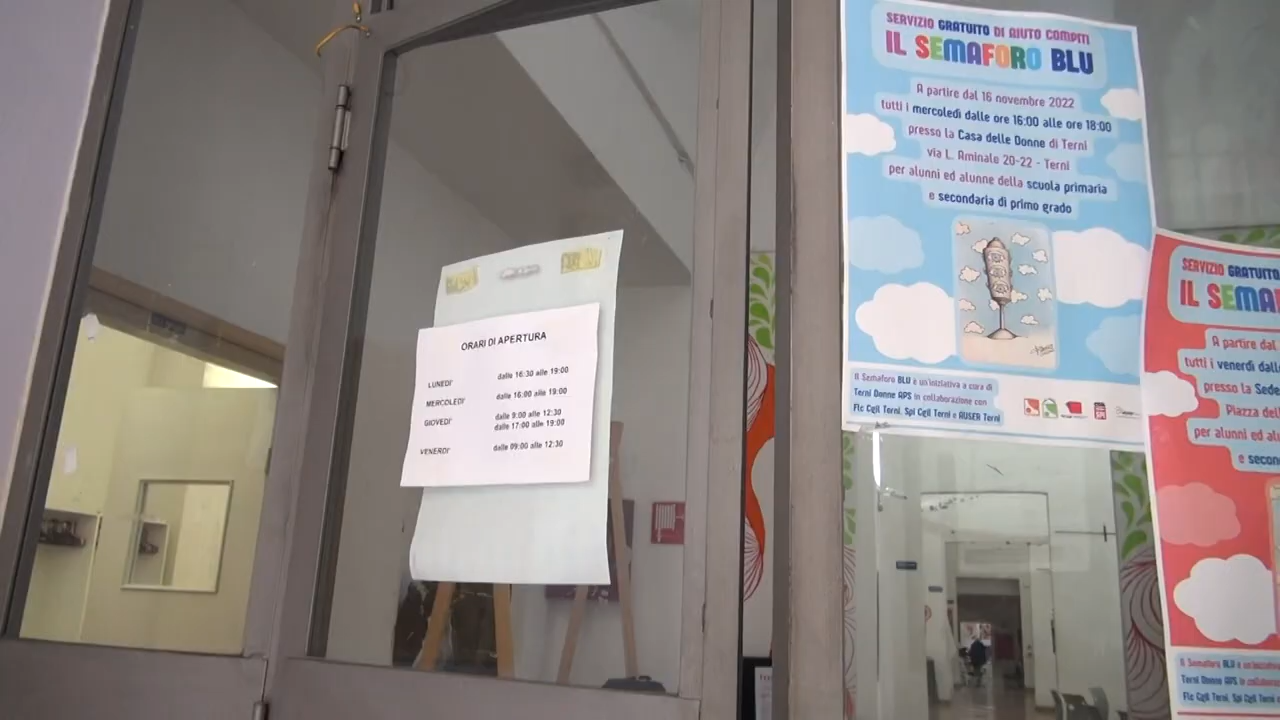 ORARI DI APERTURA
LUNEDI' dalle 16:30 alle 19:00
MERCOLEDI' dalle 16:00 alle 19:00
GIOVEDI' dalle 9:00 alle 12:30
dalle 17:00 alle 19:00
VENERDI' dalle 09:00 alle 12:30
SERVIZIO GRATUITO DI AIUTO COMPITI
IL SEMAFORO BLU
A partire dal 16 novembre 2022
tutti i mercoledì dalle ore 16:00 alle ore 18:00
presso la Casa delle Donne di Terni
via L. Aminale 20-22 - Terni
per alunni ed alunne della scuola primaria
e secondaria di primo grado
Il Semaforo BLU è un'iniziativa a cura di
Terni Donne APS in collaborazione con
Flc Cgil Terni, Spi Cgil Terni e AUSER Terni
SPI
SERVIZIO GRATUITO
IL SEMA
A partire dal
tutti i venerdì dall
presso la Sede
Piazza del
per alunni ed al
e secon
Il Semaforo BLU è un'iniziativa
Terni Donne APS in collabora
Flc Cgil Terni, Spi Cgil Terni e